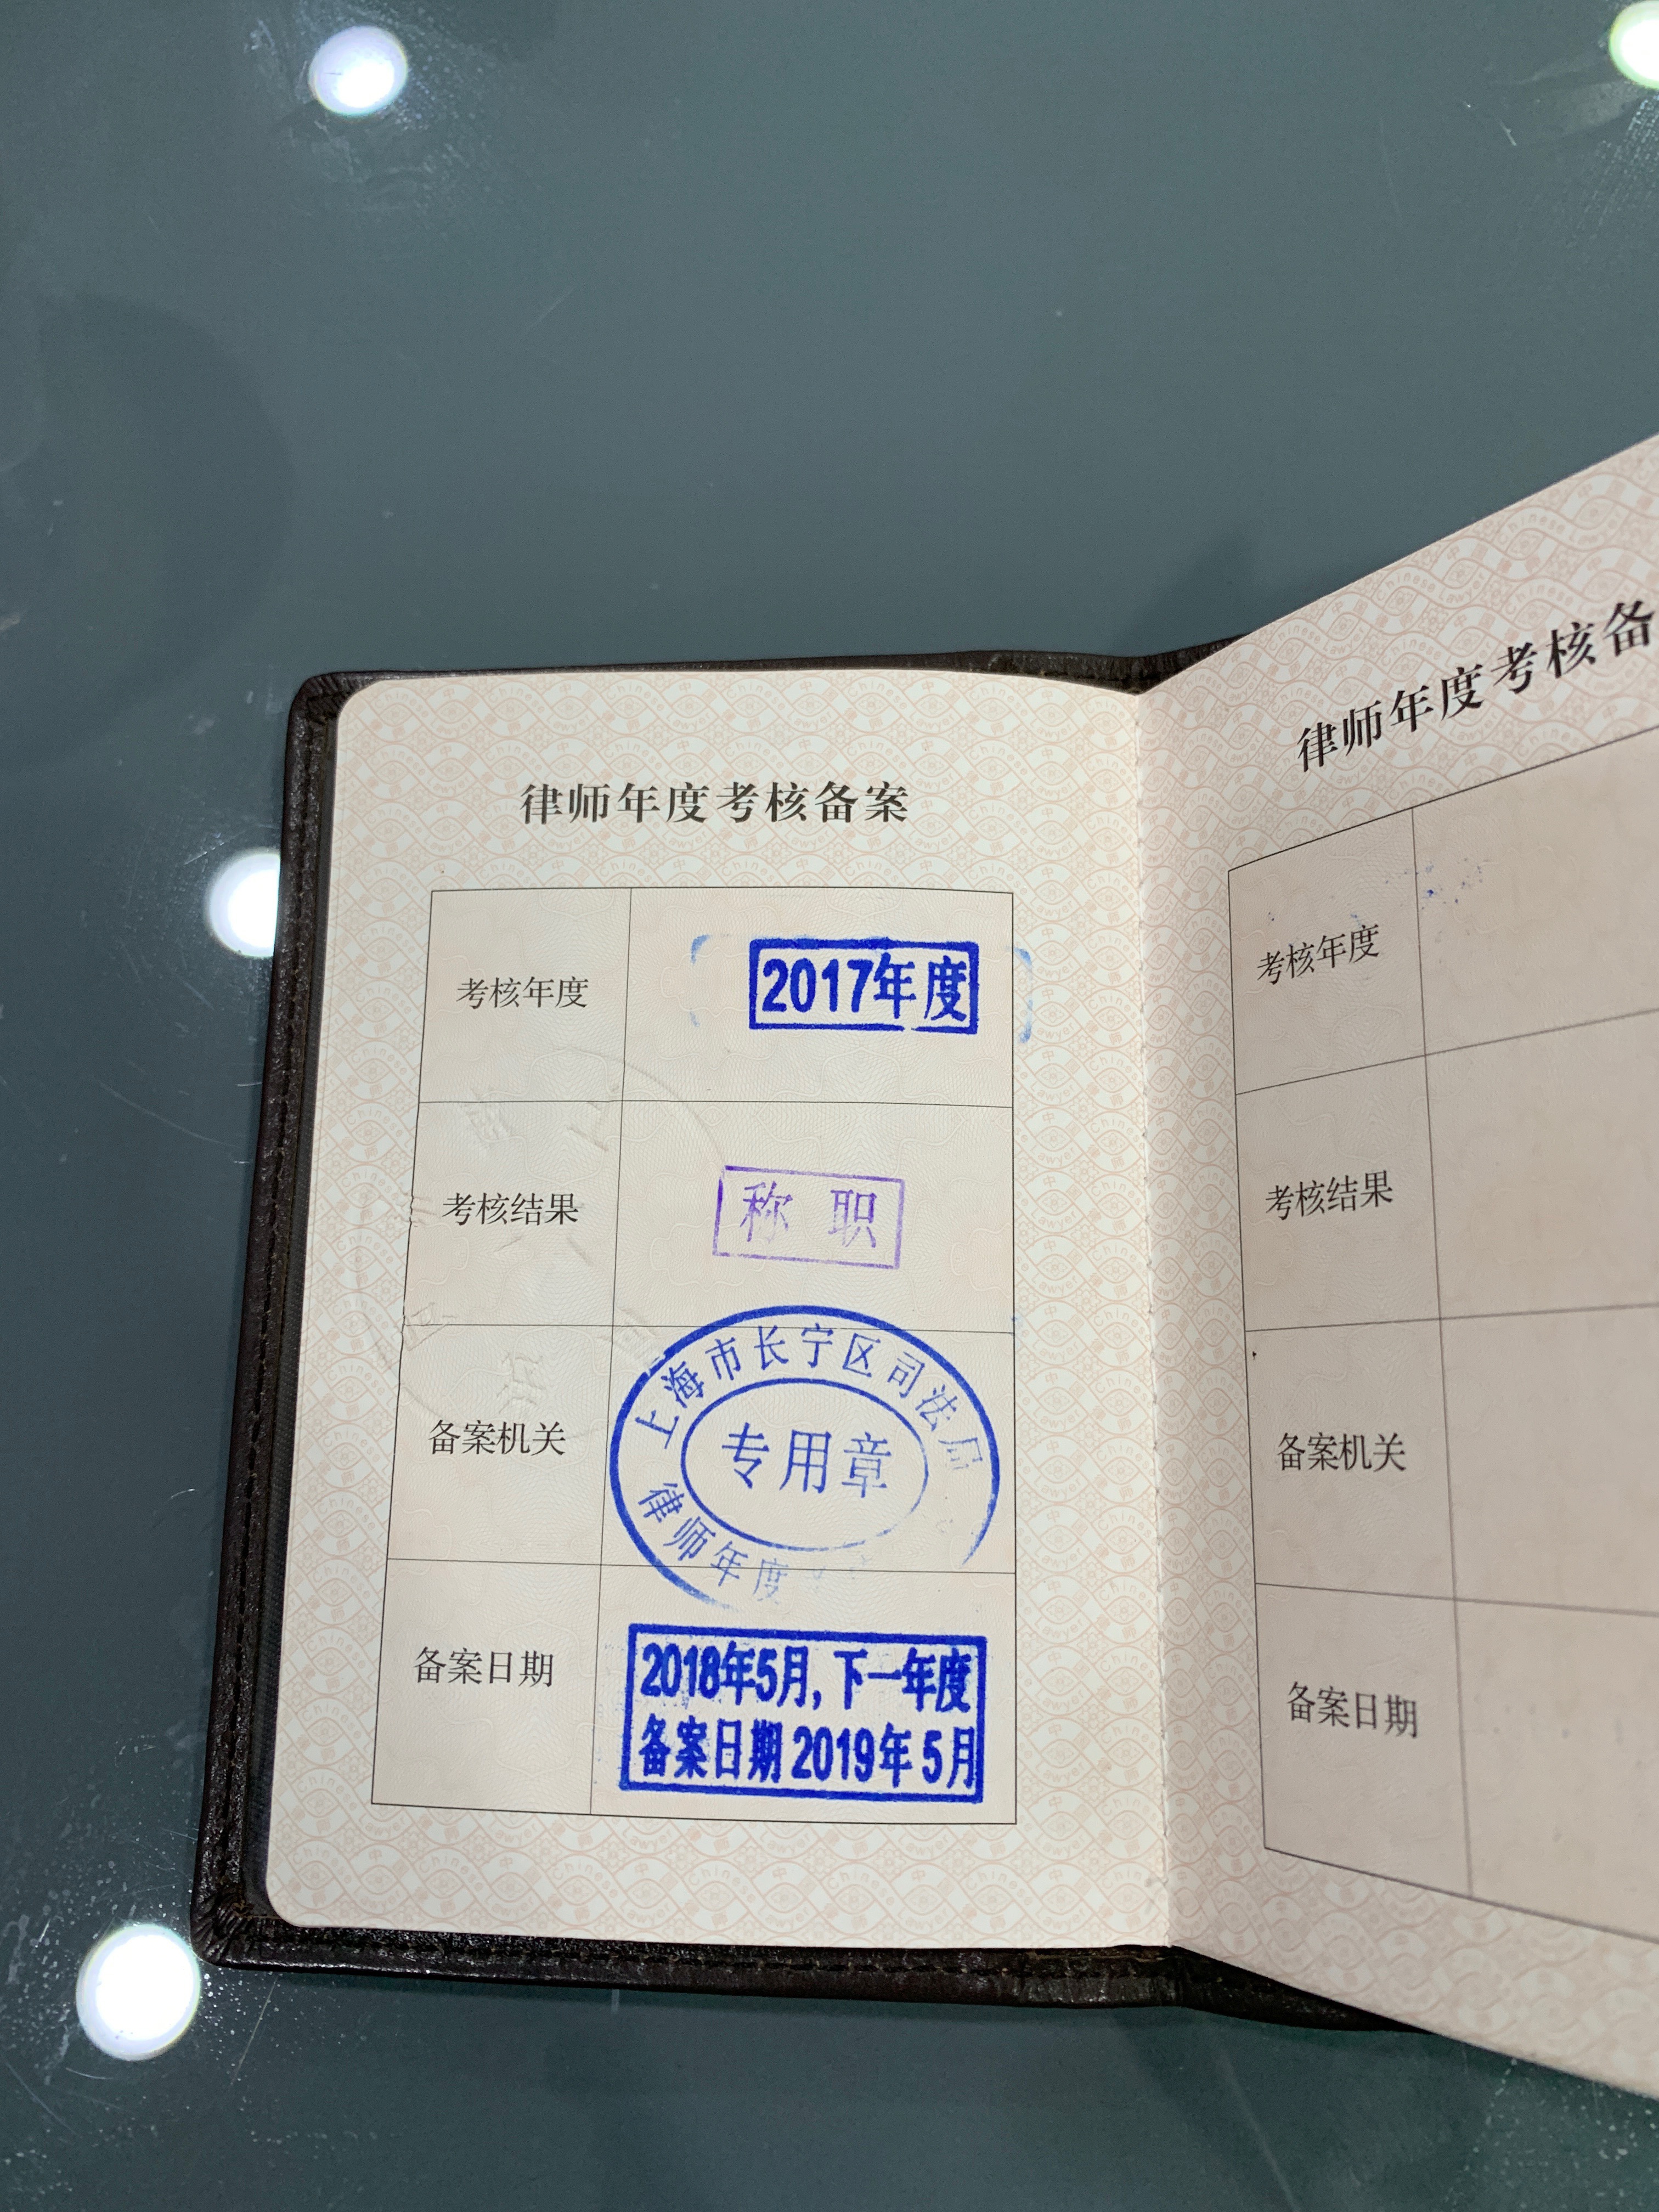 律师年度考核备案
考核年度
2017年度
考核结果
称 职
备案机关
上海市长宁区司法局
专用章
律师年度
备案日期
2018年5月,下一年度
备案日期2019年5月
律师年度考核备
考核年度
考核结果
备案机关
备案日期